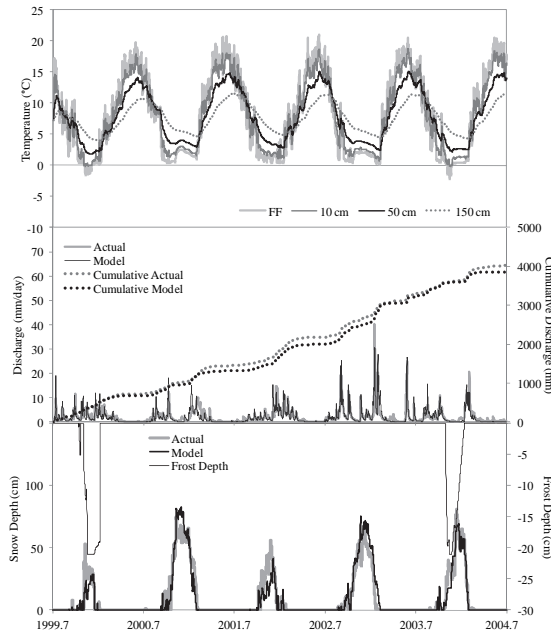 25
20
15
10
5
0
-5
-10
Temperature (°C)
FF 10 cm 50 cm 150 cm
70
60
50
40
30
20
10
0
Discharge (mm/day)
5000
4000
3000
2000
1000
0
Cumulative Discharge (mm)
Actual
Model
Cumulative Actual
Cumulative Model
100
50
0
Snow Depth (cm)
Actual
Model
Frost Depth
-5
-10
-15
-20
-25
-30
Frost Depth (cm)
1999.7 2000.7 2001.7 2002.7 2003.7 2004.7